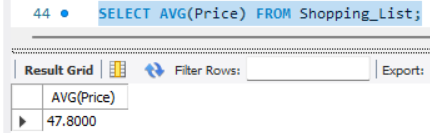 44 SELECT AVG(Price) FROM Shopping_List;
Result Grid Filter Rows: Export:
AVG(Price)
47.8000